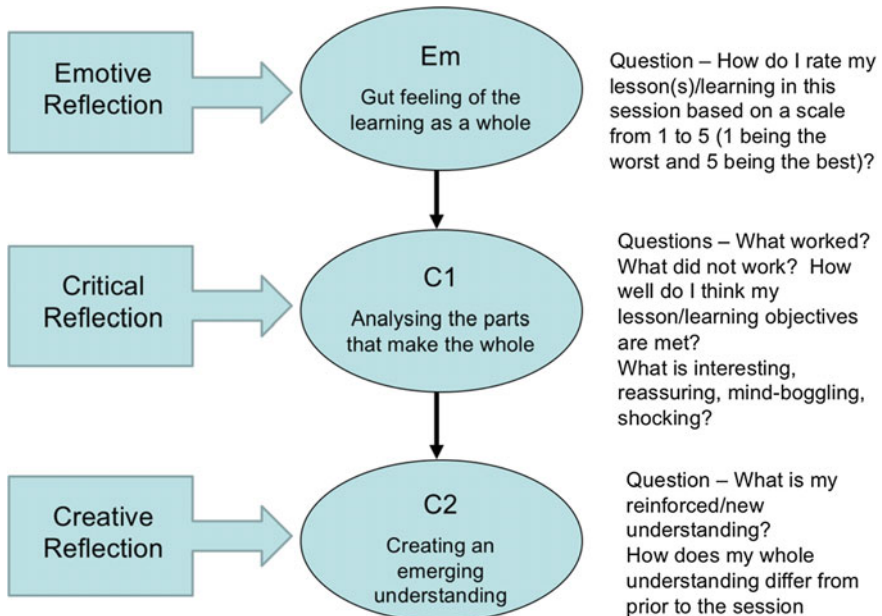 Emotive
Reflection
Em
Gut feeling of the
learning as a whole
Question – How do I rate my
lesson(s)/learning in this
session based on a scale
from 1 to 5 (1 being the
worst and 5 being the best)?
Critical
Reflection
C1
Analysing the parts
that make the whole
Questions – What worked?
What did not work?  How
well do I think my
lesson/learning objectives
are met?
What is interesting,
reassuring, mind-boggling,
shocking?
Creative
Reflection
C2
Creating an
emerging
understanding
Question – What is my
reinforced/new
understanding?
How does my whole
understanding differ from
prior to the session